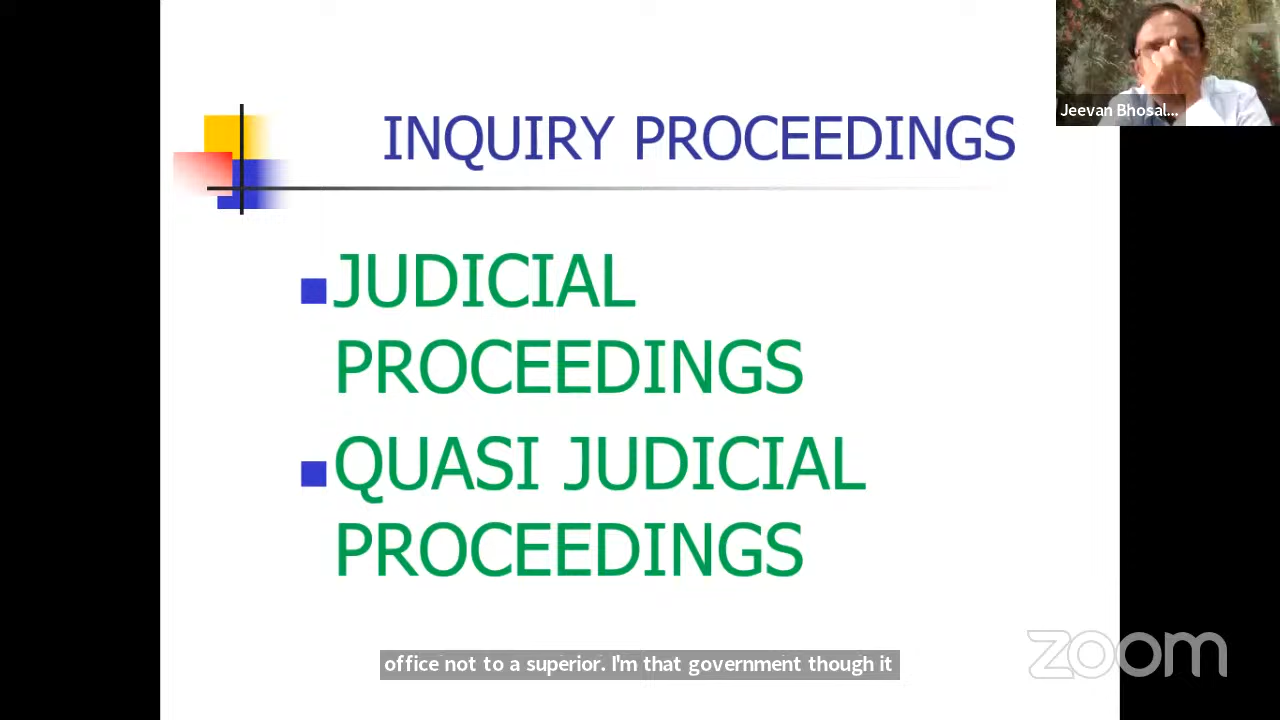 INQUIRY PROCEEDINGS
Jeevan Bhosal...
JUDICIAL
PROCEEDINGS
QUASI JUDICIAL
PROCEEDINGS
office not to a superior. I'm that government though it
zoom